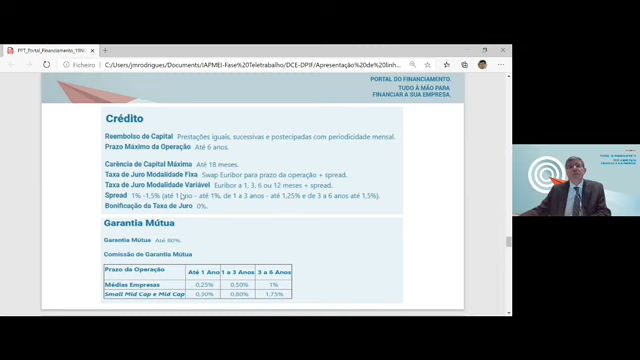 PPT_Portal_Financiamento_19N
Ficheiro
C:/Users/jmrodrigues/Documents/IAPMEI-Fase%20Teletrabalho/DCE-DPIF/Apresentação%20de%20linh...
PORTAL DO FINANCIAMENTO.
TUDO À MÃO PARA
FINANCIAR A SUA EMPRESA.
Crédito
Reembolso de Capital Prestações iguais, sucessivas e postecipadas com periodicidade mensal.
Prazo Máximo da Operação Até 6 anos.
Carência de Capital Máxima Até 18 meses.
Taxa de Juro Modalidade Fixa Swap Euribor para prazo da operação + spread.
Taxa de Juro Modalidade Variável Euribor a 1, 3, 6 ou 12 meses + spread.
Spread 1% -1,5% (até 1 ano - até 1%, de 1 a 3 anos - até 1,25% e de 3 a 6 anos até 1,5%).
Bonificação da Taxa de Juro 0%.
Garantia Mútua
Garantia Mútua Até 80%.
Comissão de Garantia Mútua
Prazo da Operação Até 1 Ano 1 a 3 Anos 3 a 6 Anos
Médias Empresas 0,25% 0,50% 1%
Small Mid Cap e Mid Cap 0,30% 0,80% 1,75%